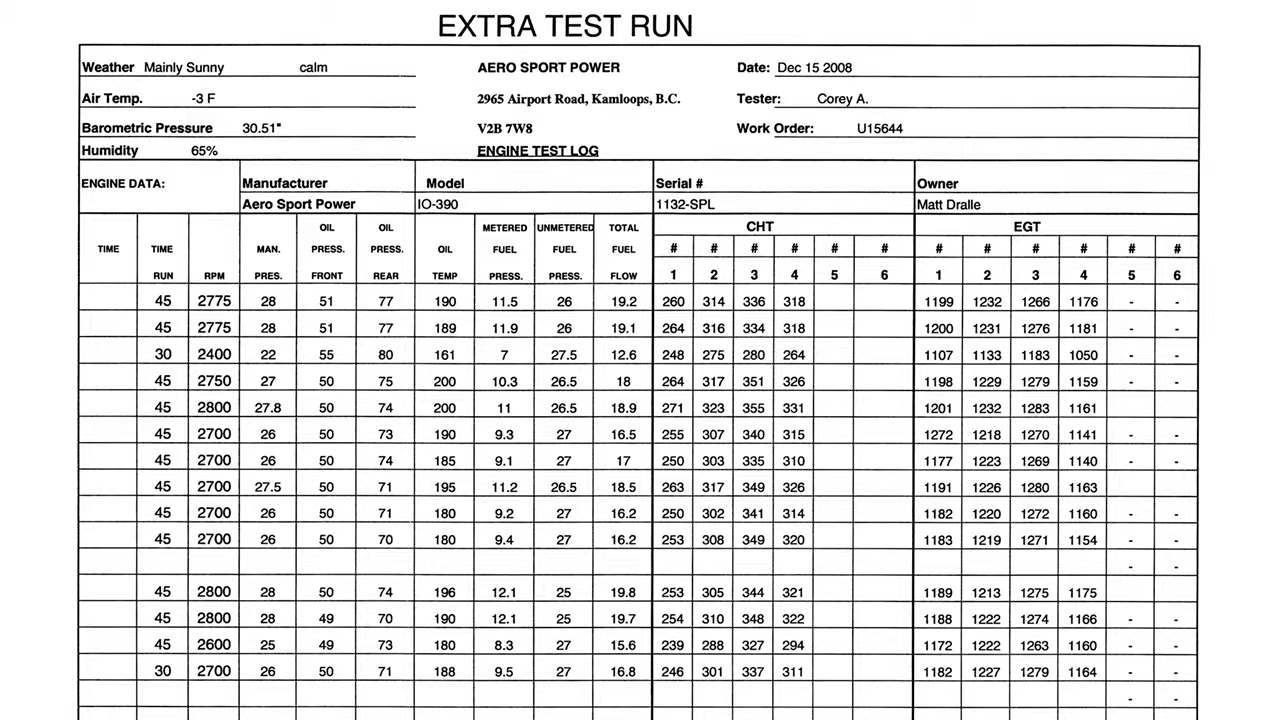 EXTRA TEST RUN
Weather Mainly Sunny calm AERO SPORT POWER Date: Dec 15 2008
Air Temp. -3 F 2965 Airport Road, Kamloops, B.C. Tester: Corey A.
Barometric Pressure 30.51" V2B 7W8 Work Order: U15644
Humidity 65% ENGINE TEST LOG
ENGINE DATA: Manufacturer Model Serial # Owner
Aero Sport Power IO-390 1132-SPL Matt Dralle
OIL OIL METERED UNMETERED TOTAL CHT EGT
TIME TIME MAN. PRESS. PRESS. OIL FUEL FUEL FUEL # # # # # # # # # # # #
RUN RPM PRES. FRONT REAR TEMP PRESS. PRESS. FLOW 1 2 3 4 5 6 1 2 3 4 5 6
45 2775 28 51 77 190 11.5 26 19.2 260 314 336 318 1199 1232 1266 1176 - -
45 2775 28 51 77 189 11.9 26 19.1 264 316 334 318 1200 1231 1276 1181 - -
30 2400 22 55 80 161 7 27.5 12.6 248 275 280 264 1107 1133 1183 1050 - -
45 2750 27 50 75 200 10.3 26.5 18 264 317 351 326 1198 1229 1279 1159 - -
45 2800 27.8 50 74 200 11 26.5 18.9 271 323 355 331 1201 1232 1283 1161
45 2700 26 50 73 190 9.3 27 16.5 255 307 340 315 1272 1218 1270 1141 - -
45 2700 26 50 74 185 9.1 27 17 250 303 335 310 1177 1223 1269 1140 - -
45 2700 27.5 50 71 195 11.2 26.5 18.5 263 317 349 326 1191 1226 1280 1163 - -
45 2700 26 50 71 180 9.2 27 16.2 250 302 341 314 1182 1220 1272 1160 - -
45 2700 26 50 70 180 9.4 27 16.2 253 308 349 320 1183 1219 1271 1154 - -
- -
45 2800 28 50 74 196 12.1 25 19.8 253 305 344 321 1189 1213 1275 1175 - -
45 2800 28 49 70 190 12.1 25 19.7 254 310 348 322 1188 1222 1274 1166 - -
45 2600 25 49 73 180 8.3 27 15.6 239 288 327 294 1172 1222 1263 1160 - -
30 2700 26 50 71 188 9.5 27 16.8 246 301 337 311 1182 1227 1279 1164 - -
- -